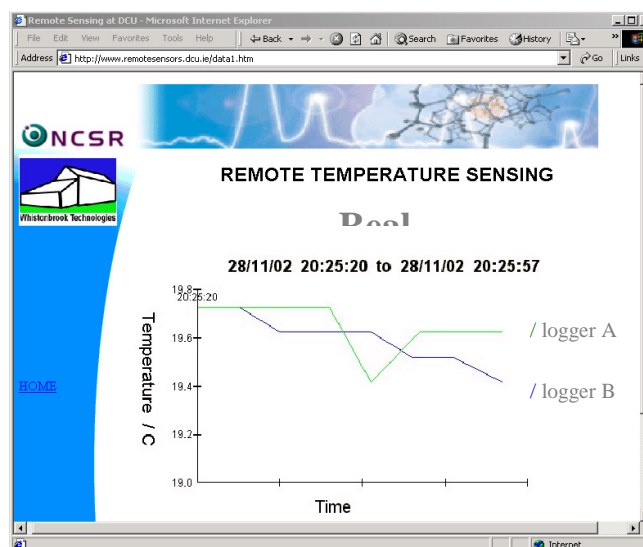 Remote Sensing at DCU - Microsoft Internet Explorer
File Edit View Favorites Tools Help Back Search Favorites History
Address http://www.remotesensors.dcu.ie/data1.htm Go Links
NCSR
Whistonbrook Technologies
REMOTE TEMPERATURE SENSING
Real
28/11/02 20:25:20 to 28/11/02 20:25:57
19.8
20:25:20
19.6
19.4
19.2
19.0
Temperature / C
Time
/ logger A
/ logger B
HOME
Internet